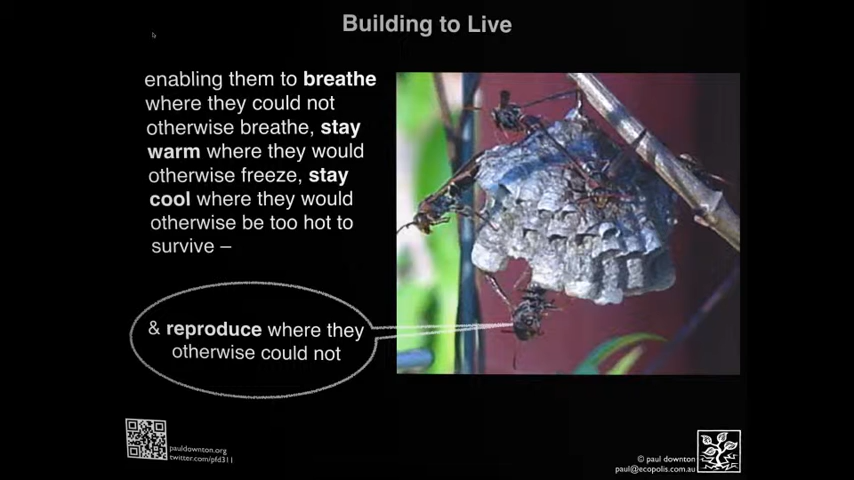 Building to Live
enabling them to breathe
where they could not
otherwise breathe, stay
warm where they would
otherwise freeze, stay
cool where they would
otherwise be too hot to
survive –
& reproduce where they
otherwise could not
pauldownton.org
twitter.com/pfd311
© paul downton
paul@ecopolis.com.au